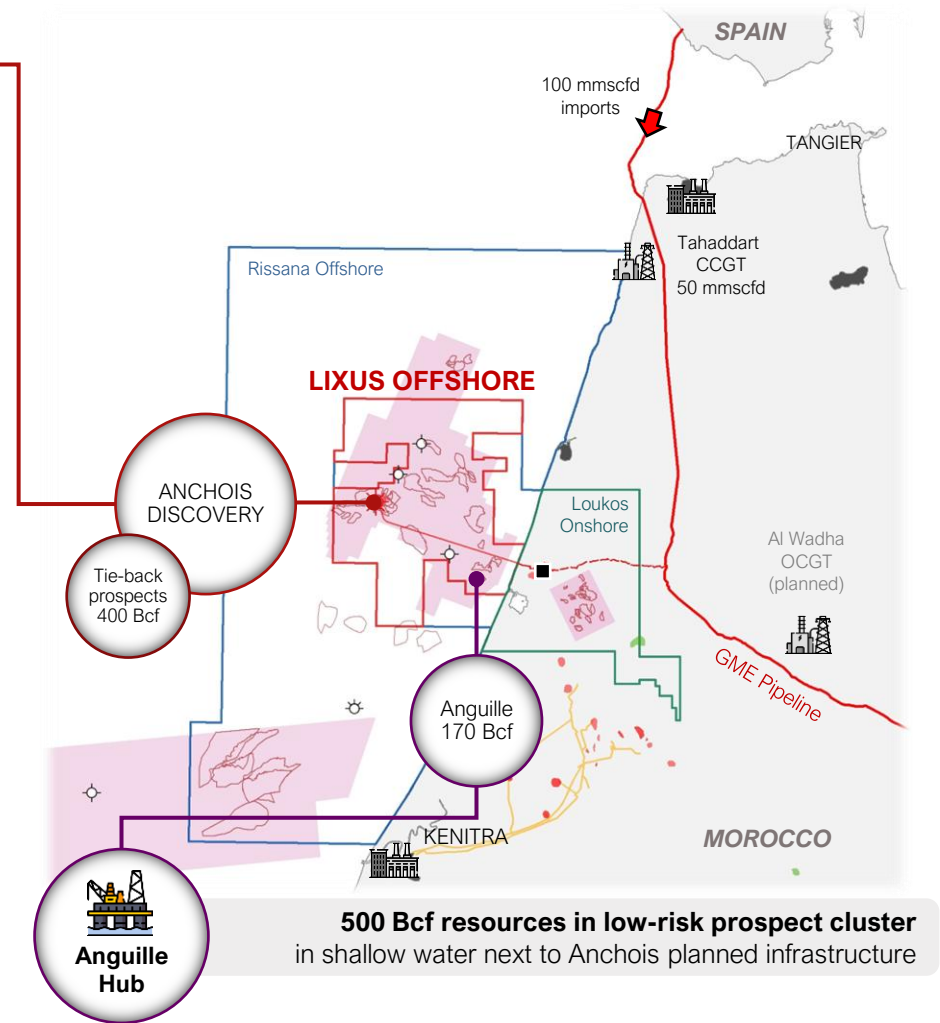 SPAIN
100 mmscfd
imports
TANGIER
Tahaddart
CCGT
50 mmscfd
Rissana Offshore
LIXUS OFFSHORE
ANCHOIS
DISCOVERY
Loukos
Onshore
Al Wadha
OCGT
(planned)
Tie-back
prospects
400 Bcf
GME Pipeline
Anguille
170 Bcf
KENITRA
MOROCCO
Anguille
Hub
500 Bcf resources in low-risk prospect cluster
in shallow water next to Anchois planned infrastructure